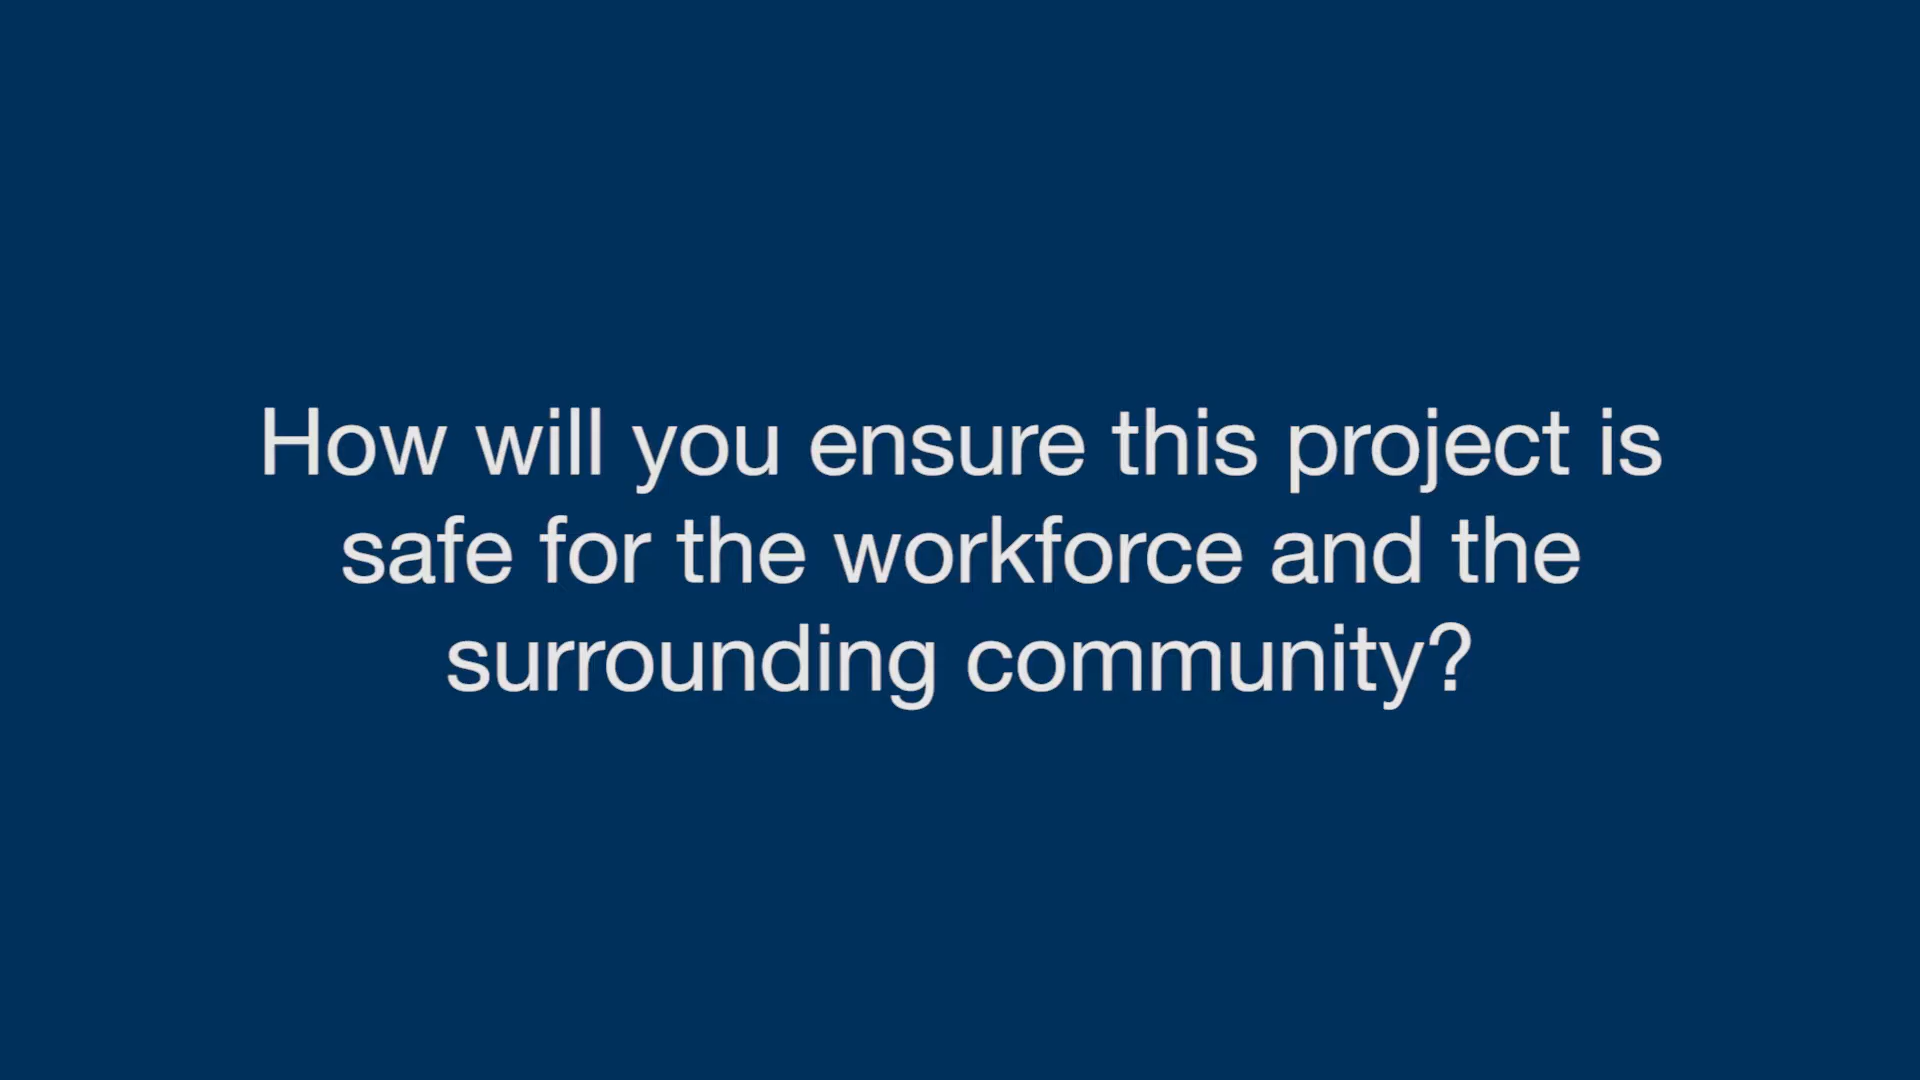 How will you ensure this project is
safe for the workforce and the
surrounding community?